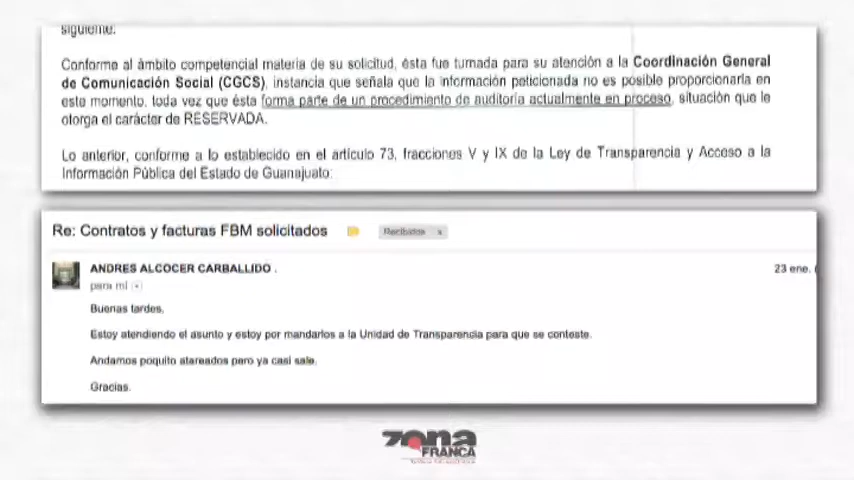 siguiente:
Conforme al ámbito competencial materia de su solicitud, ésta fue turnada para su atención a la Coordinación General
de Comunicación Social (CGCS), instancia que señala que la información peticionada no es posible proporcionarla en
este momento, toda vez que ésta forma parte de un procedimiento de auditoría actualmente en proceso, situación que le
otorga el carácter de RESERVADA.
Lo anterior, conforme a lo establecido en el artículo 73, fracciones V y IX de la Ley de Transparencia y Acceso a la
Información Pública del Estado de Guanajuato:
Re: Contratos y facturas FBM solicitados
Recibidos x
ANDRES ALCOCER CARBALLIDO .
23 ene.
para mí
Buenas tardes,
Estoy atendiendo el asunto y estoy por mandarlos a la Unidad de Transparencia para que se conteste.
Andamos poquito atareados pero ya casi sale.
Gracias.
ZONA
FRANCA